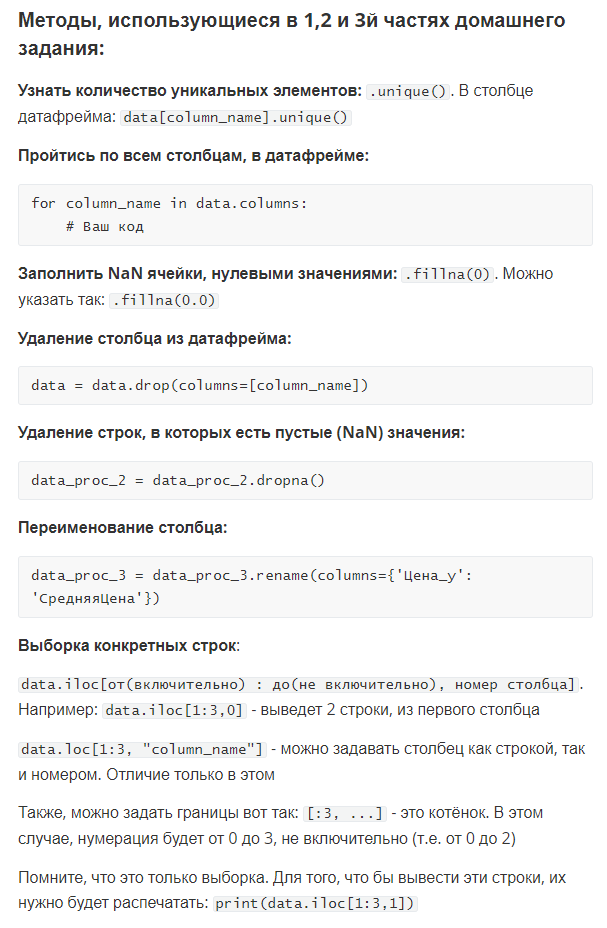 Методы, использующиеся в 1,2 и 3й частях домашнего
задания:
Узнать количество уникальных элементов: .unique(). В столбце
датафрейма: data[column_name].unique()
Пройтись по всем столбцам, в датафрейме:
for column_name in data.columns:
    # Ваш код
Заполнить NaN ячейки, нулевыми значениями: .fillna(0). Можно
указать так: .fillna(0.0)
Удаление столбца из датафрейма:
data = data.drop(columns=[column_name])
Удаление строк, в которых есть пустые (NaN) значения:
data_proc_2 = data_proc_2.dropna()
Переименование столбца:
data_proc_3 = data_proc_3.rename(columns={'Цена_y':
'СредняяЦена'})
Выборка конкретных строк:
data.iloc[от(включительно) : до(не включительно), номер столбца].
Например: data.iloc[1:3,0] - выведет 2 строки, из первого столбца
data.loc[1:3, "column_name"] - можно задавать столбец как строкой, так
и номером. Отличие только в этом
Также, можно задать границы вот так: [:3, ...] - это котёнок. В этом
случае, нумерация будет от 0 до 3, не включительно (т.е. от 0 до 2)
Помните, что это только выборка. Для того, что бы вывести эти строки, их
нужно будет распечатать: print(data.iloc[1:3,1])